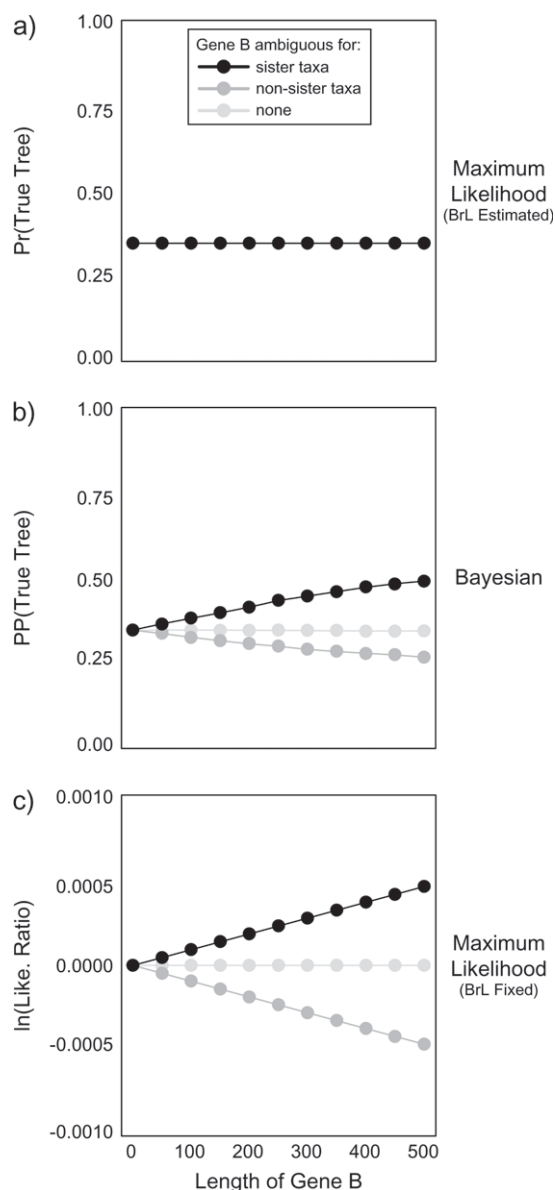 a)
1.00
0.75
0.50
0.25
0.00
Pr(True Tree)
Gene B ambiguous for:
sister taxa
non-sister taxa
none
Maximum
Likelihood
(BrL Estimated)
b)
1.00
0.75
0.50
0.25
0.00
PP(True Tree)
Bayesian
c)
0.0010
0.0005
0.0000
-0.0005
-0.0010
ln(Like. Ratio)
Maximum
Likelihood
(BrL Fixed)
0 100 200 300 400 500
Length of Gene B